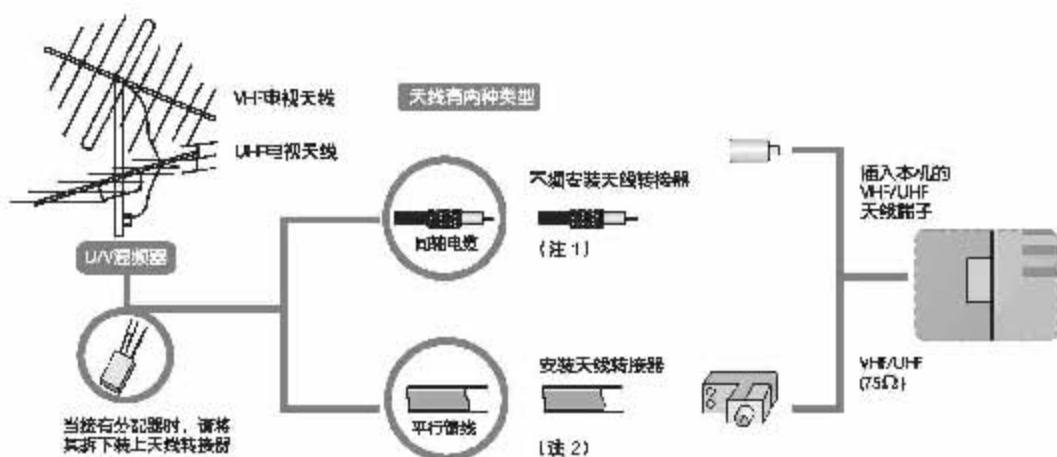 VHF电视天线
UHF电视天线
天线有两种类型
U/V混频器
同轴电缆
不须安装天线转接器
(注 1)
平行馈线
安装天线转接器
(注 2)
当接有分配器时，请将
其拆下装上天线转接器
插入本机的
VHF/UHF
天线端子
VHF/UHF
(75Ω)